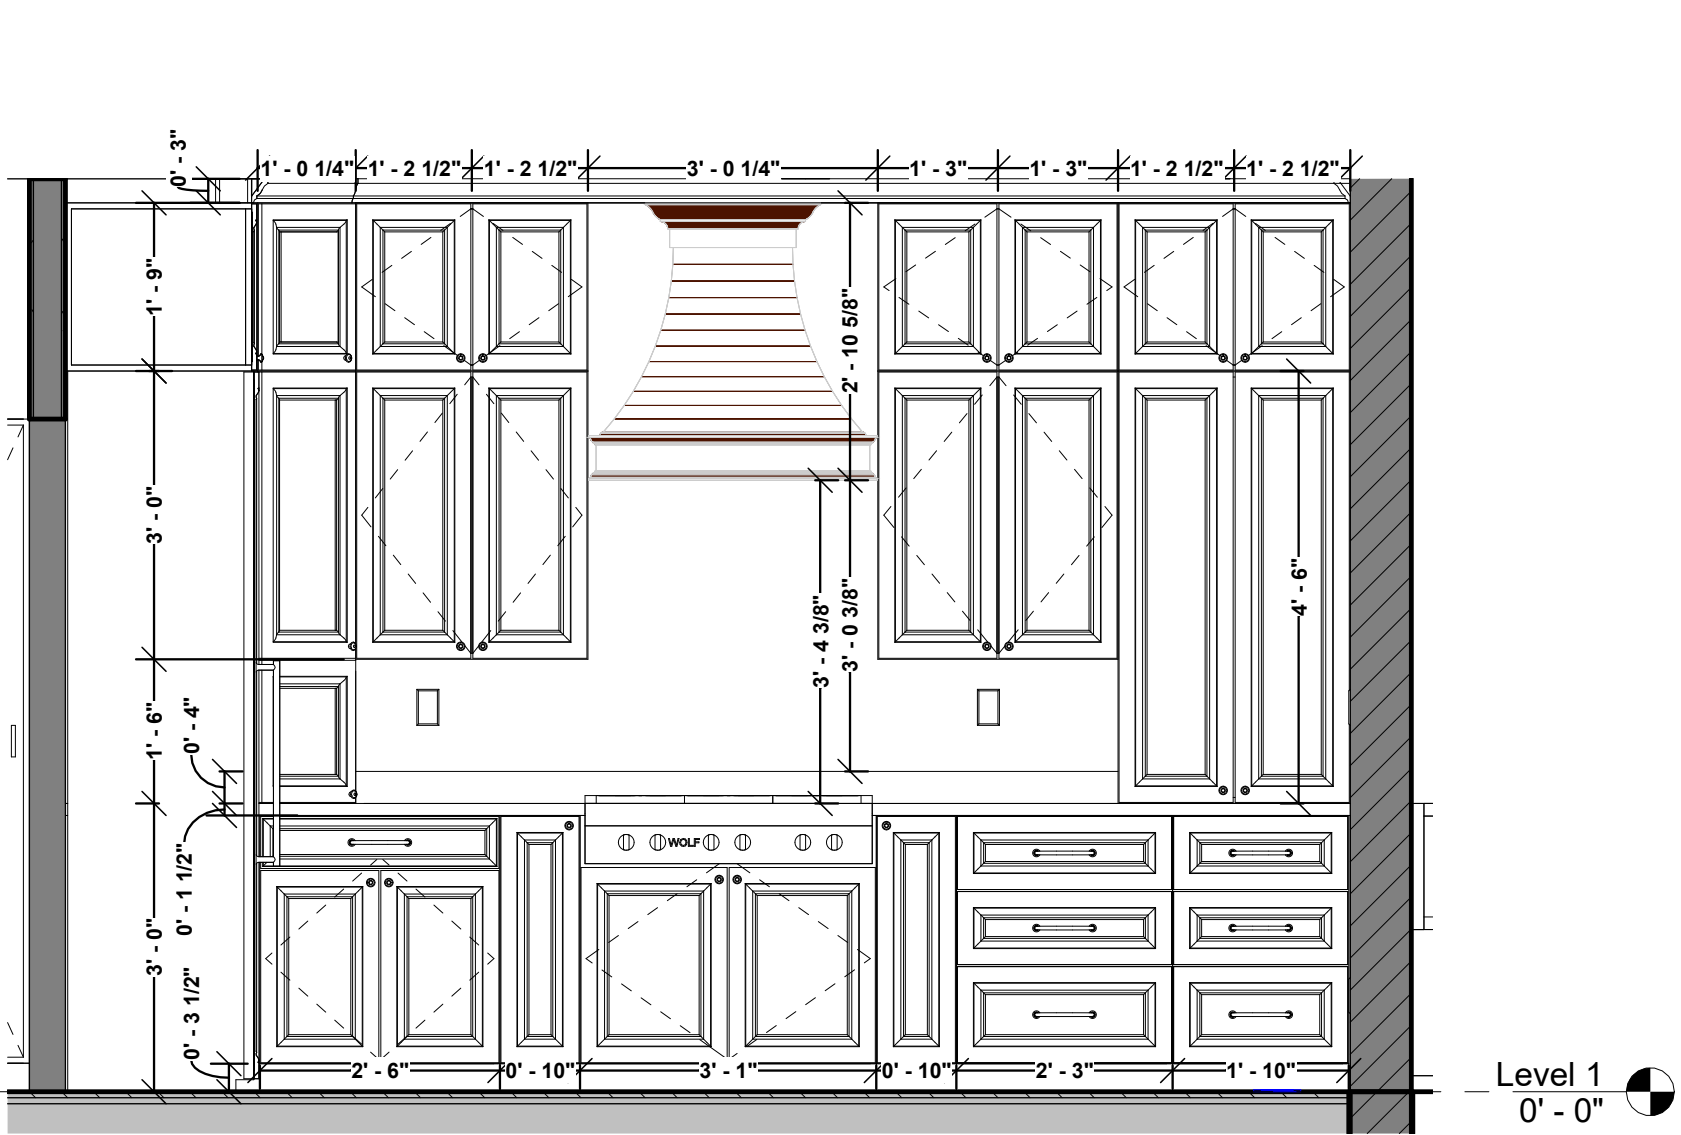 0' - 3"
1' - 0 1/4"
1' - 2 1/2"
1' - 2 1/2"
3' - 0 1/4"
1' - 3"
1' - 3"
1' - 2 1/2"
1' - 2 1/2"
1' - 9"
2' - 10 5/8"
3' - 0"
4' - 6"
3' - 4 3/8"
3' - 0 3/8"
1' - 6"
0' - 4"
WOLF
0' - 1 1/2"
3' - 0"
0' - 3 1/2"
2' - 6"
0' - 10"
3' - 1"
0' - 10"
2' - 3"
1' - 10"
Level 1
0' - 0"